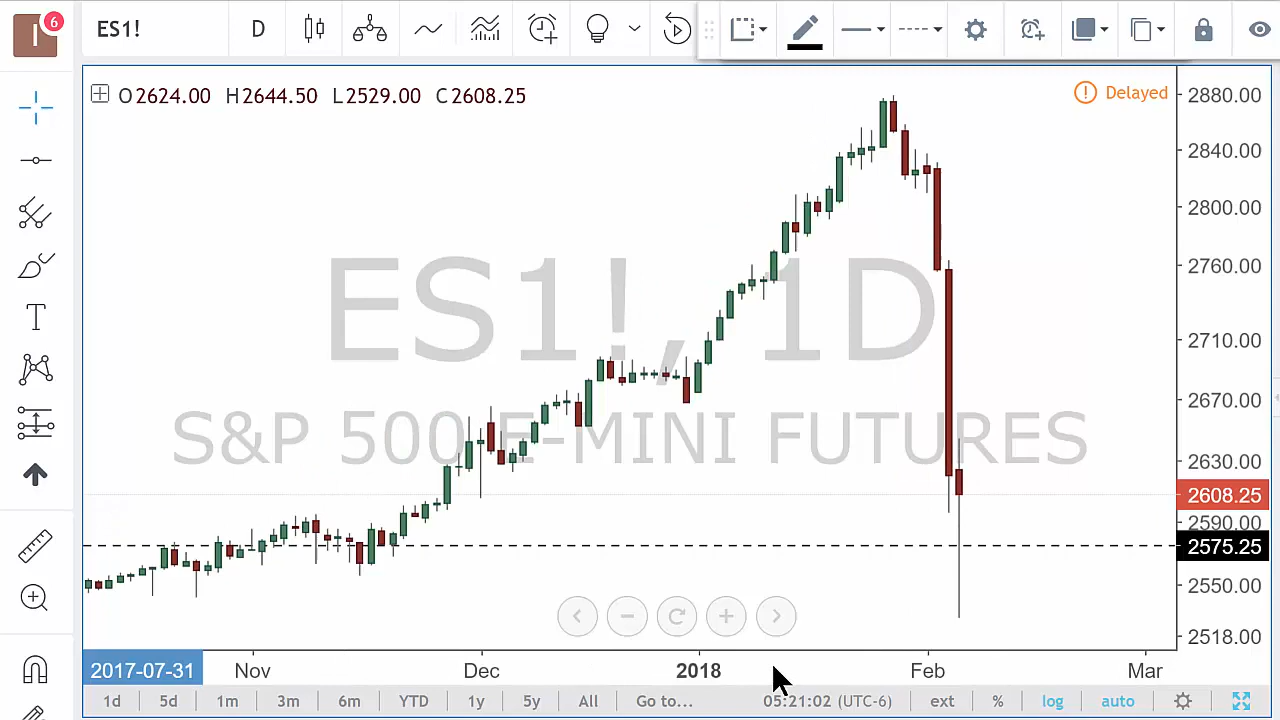 I 6 ES1! D
O2624.00 H2644.50 L2529.00 C2608.25
Delayed
ES1!, 1D
S&P 500 E-MINI FUTURES
2880.00
2840.00
2800.00
2760.00
2710.00
2670.00
2630.00
2608.25
2590.00
2575.25
2550.00
2518.00
2017-07-31 Nov Dec 2018 Feb Mar
1d 5d 1m 3m 6m YTD 1y 5y All Go to... 05:21:02 (UTC-6) ext % log auto